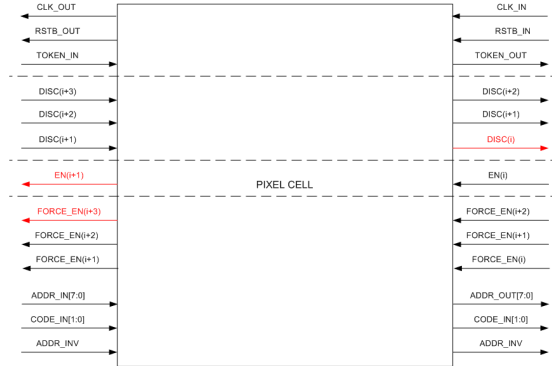 CLK_OUT
CLK_IN
RSTB_OUT
RSTB_IN
TOKEN_IN
TOKEN_OUT
DISC(i+3)
DISC(i+2)
DISC(i+2)
DISC(i+1)
DISC(i+1)
DISC(i)
EN(i+1)
PIXEL CELL
EN(i)
FORCE_EN(i+3)
FORCE_EN(i+2)
FORCE_EN(i+2)
FORCE_EN(i+1)
FORCE_EN(i+1)
FORCE_EN(i)
ADDR_IN[7:0]
ADDR_OUT[7:0]
CODE_IN[1:0]
CODE_IN[1:0]
ADDR_INV
ADDR_INV